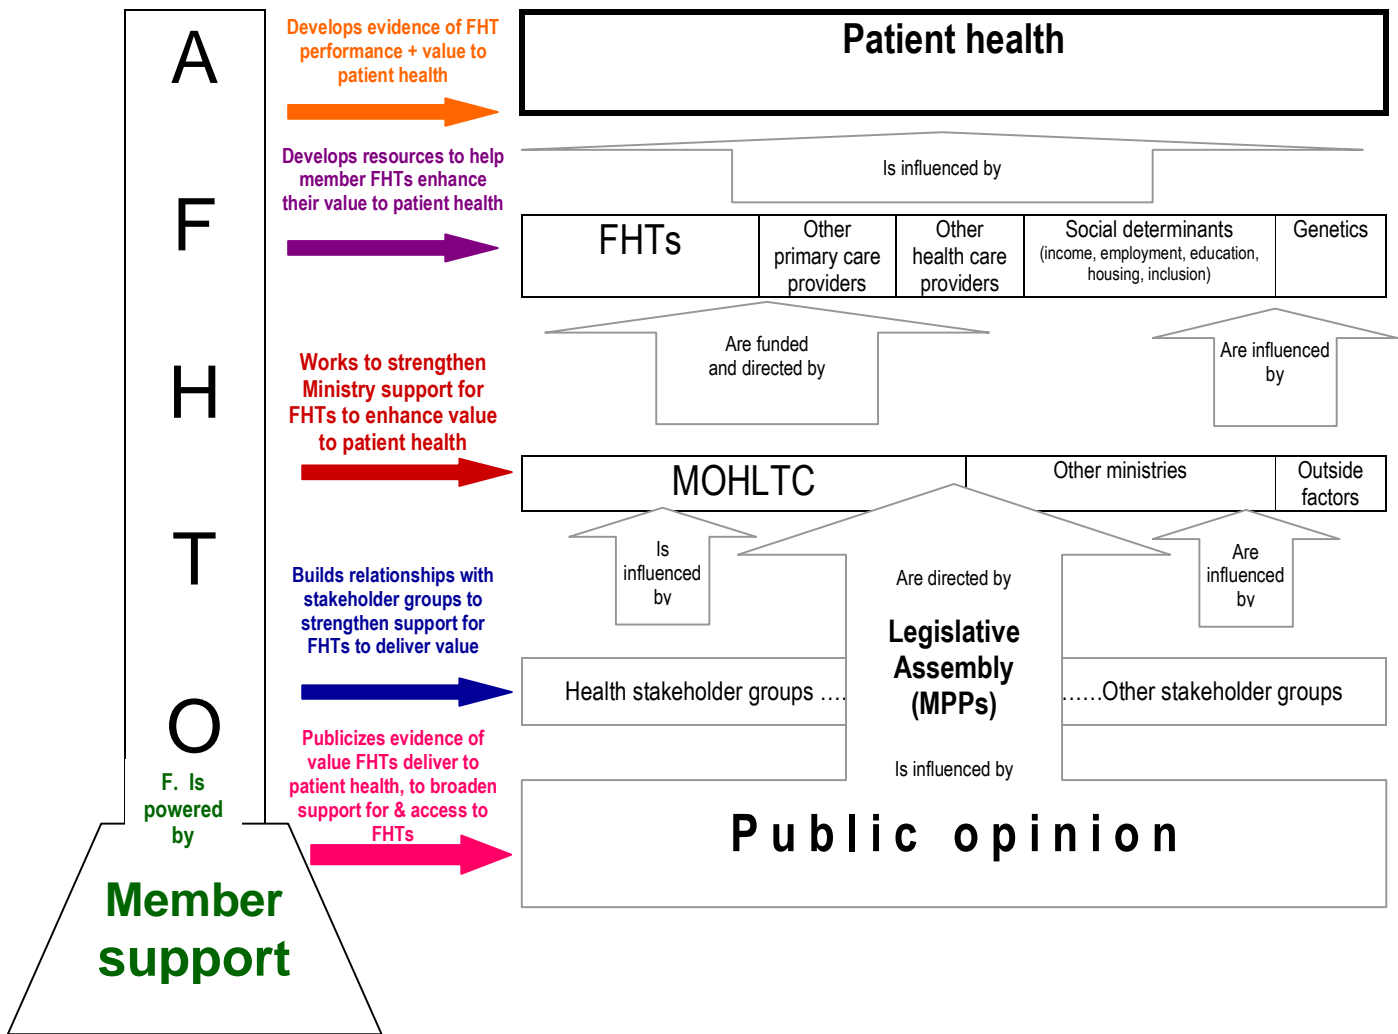 A
F
H
T
O
F. Is
powered
by
Member
support
Develops evidence of FHT
performance + value to
patient health
Develops resources to help
member FHTs enhance
their value to patient health
Works to strengthen
Ministry support for
FHTs to enhance value
to patient health
Builds relationships with
stakeholder groups to
strengthen support for
FHTs to deliver value
Publicizes evidence of
value FHTs deliver to
patient health, to broaden
support for & access to
FHTs
Patient health
Is influenced by
FHTs
Other
primary care
providers
Other
health care
providers
Social determinants
(income, employment, education,
housing, inclusion)
Genetics
Are funded
and directed by
Are influenced
by
MOHLTC
Other ministries
Outside
factors
Is
influenced
by
Are directed by
Are
influenced
by
Legislative
Assembly
(MPPs)
Health stakeholder groups ....
......Other stakeholder groups
Is influenced by
Public opinion